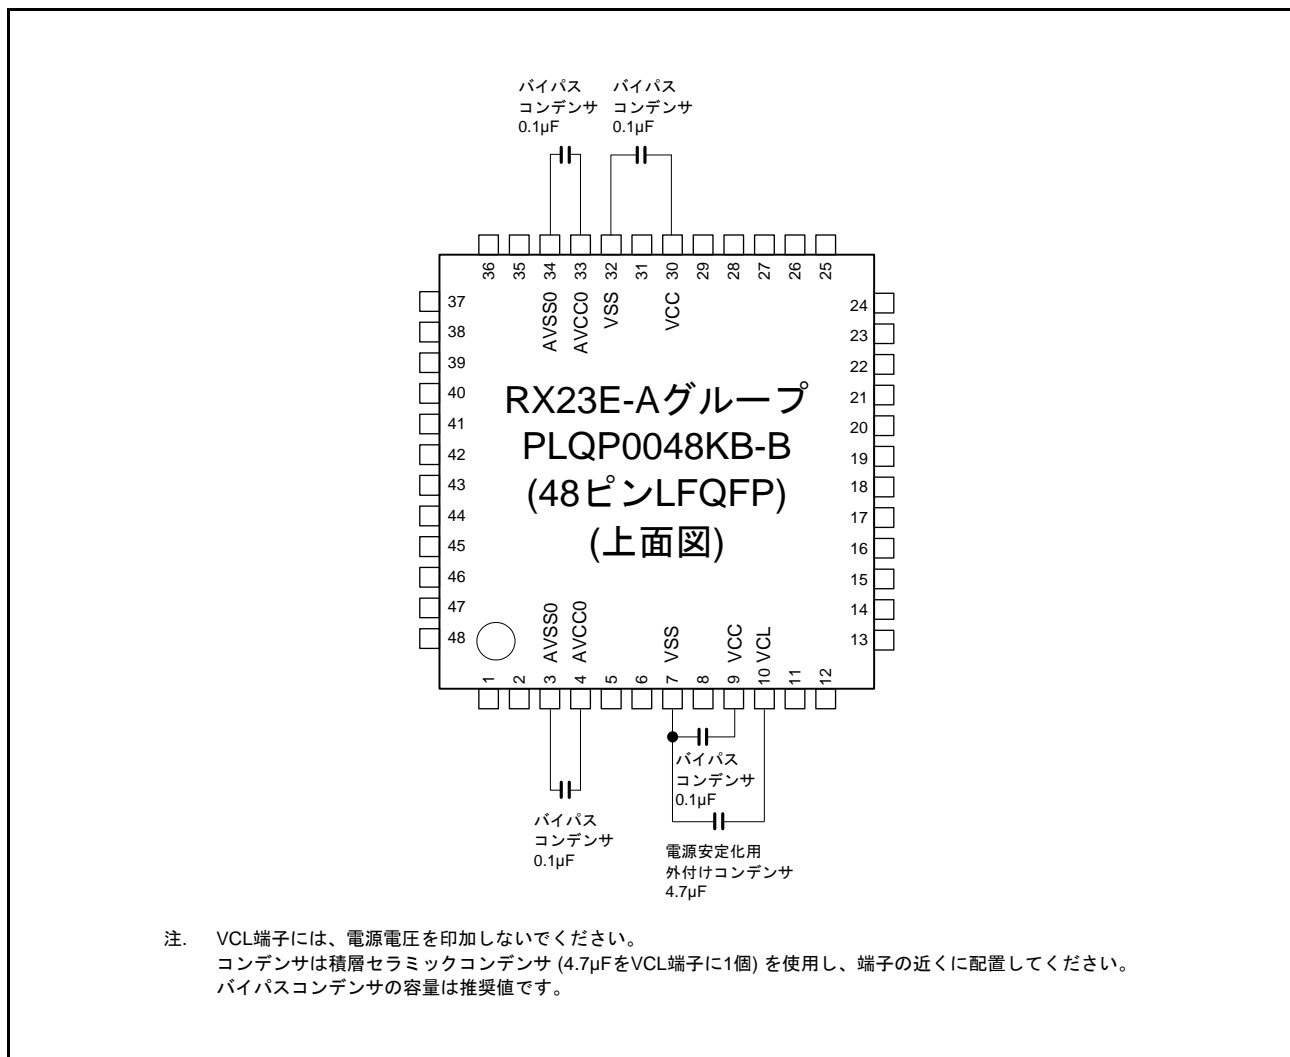 バイパス
コンデンサ
0.1μF
バイパス
コンデンサ
0.1μF
36 35 34 33 32 31 30 29 28 27 26 25
AVSS0
AVCC0
VSS
VCC
37
38
39
40
41
42
43
44
45
46
47
48
24
23
22
21
20
19
18
17
16
15
14
13
RX23E-Aグループ
PLQP0048KB-B
(48ピンLFQFP)
(上面図)
AVSS0
AVCC0
VSS
VCC
VCL
1 2 3 4 5 6 7 8 9 10 11 12
バイパス
コンデンサ
0.1μF
バイパス
コンデンサ
0.1μF
電源安定化用
外付けコンデンサ
4.7μF
注. VCL端子には、電源電圧を印加しないでください。
コンデンサは積層セラミックコンデンサ (4.7μFをVCL端子に1個) を使用し、端子の近くに配置してください。
バイパスコンデンサの容量は推奨値です。